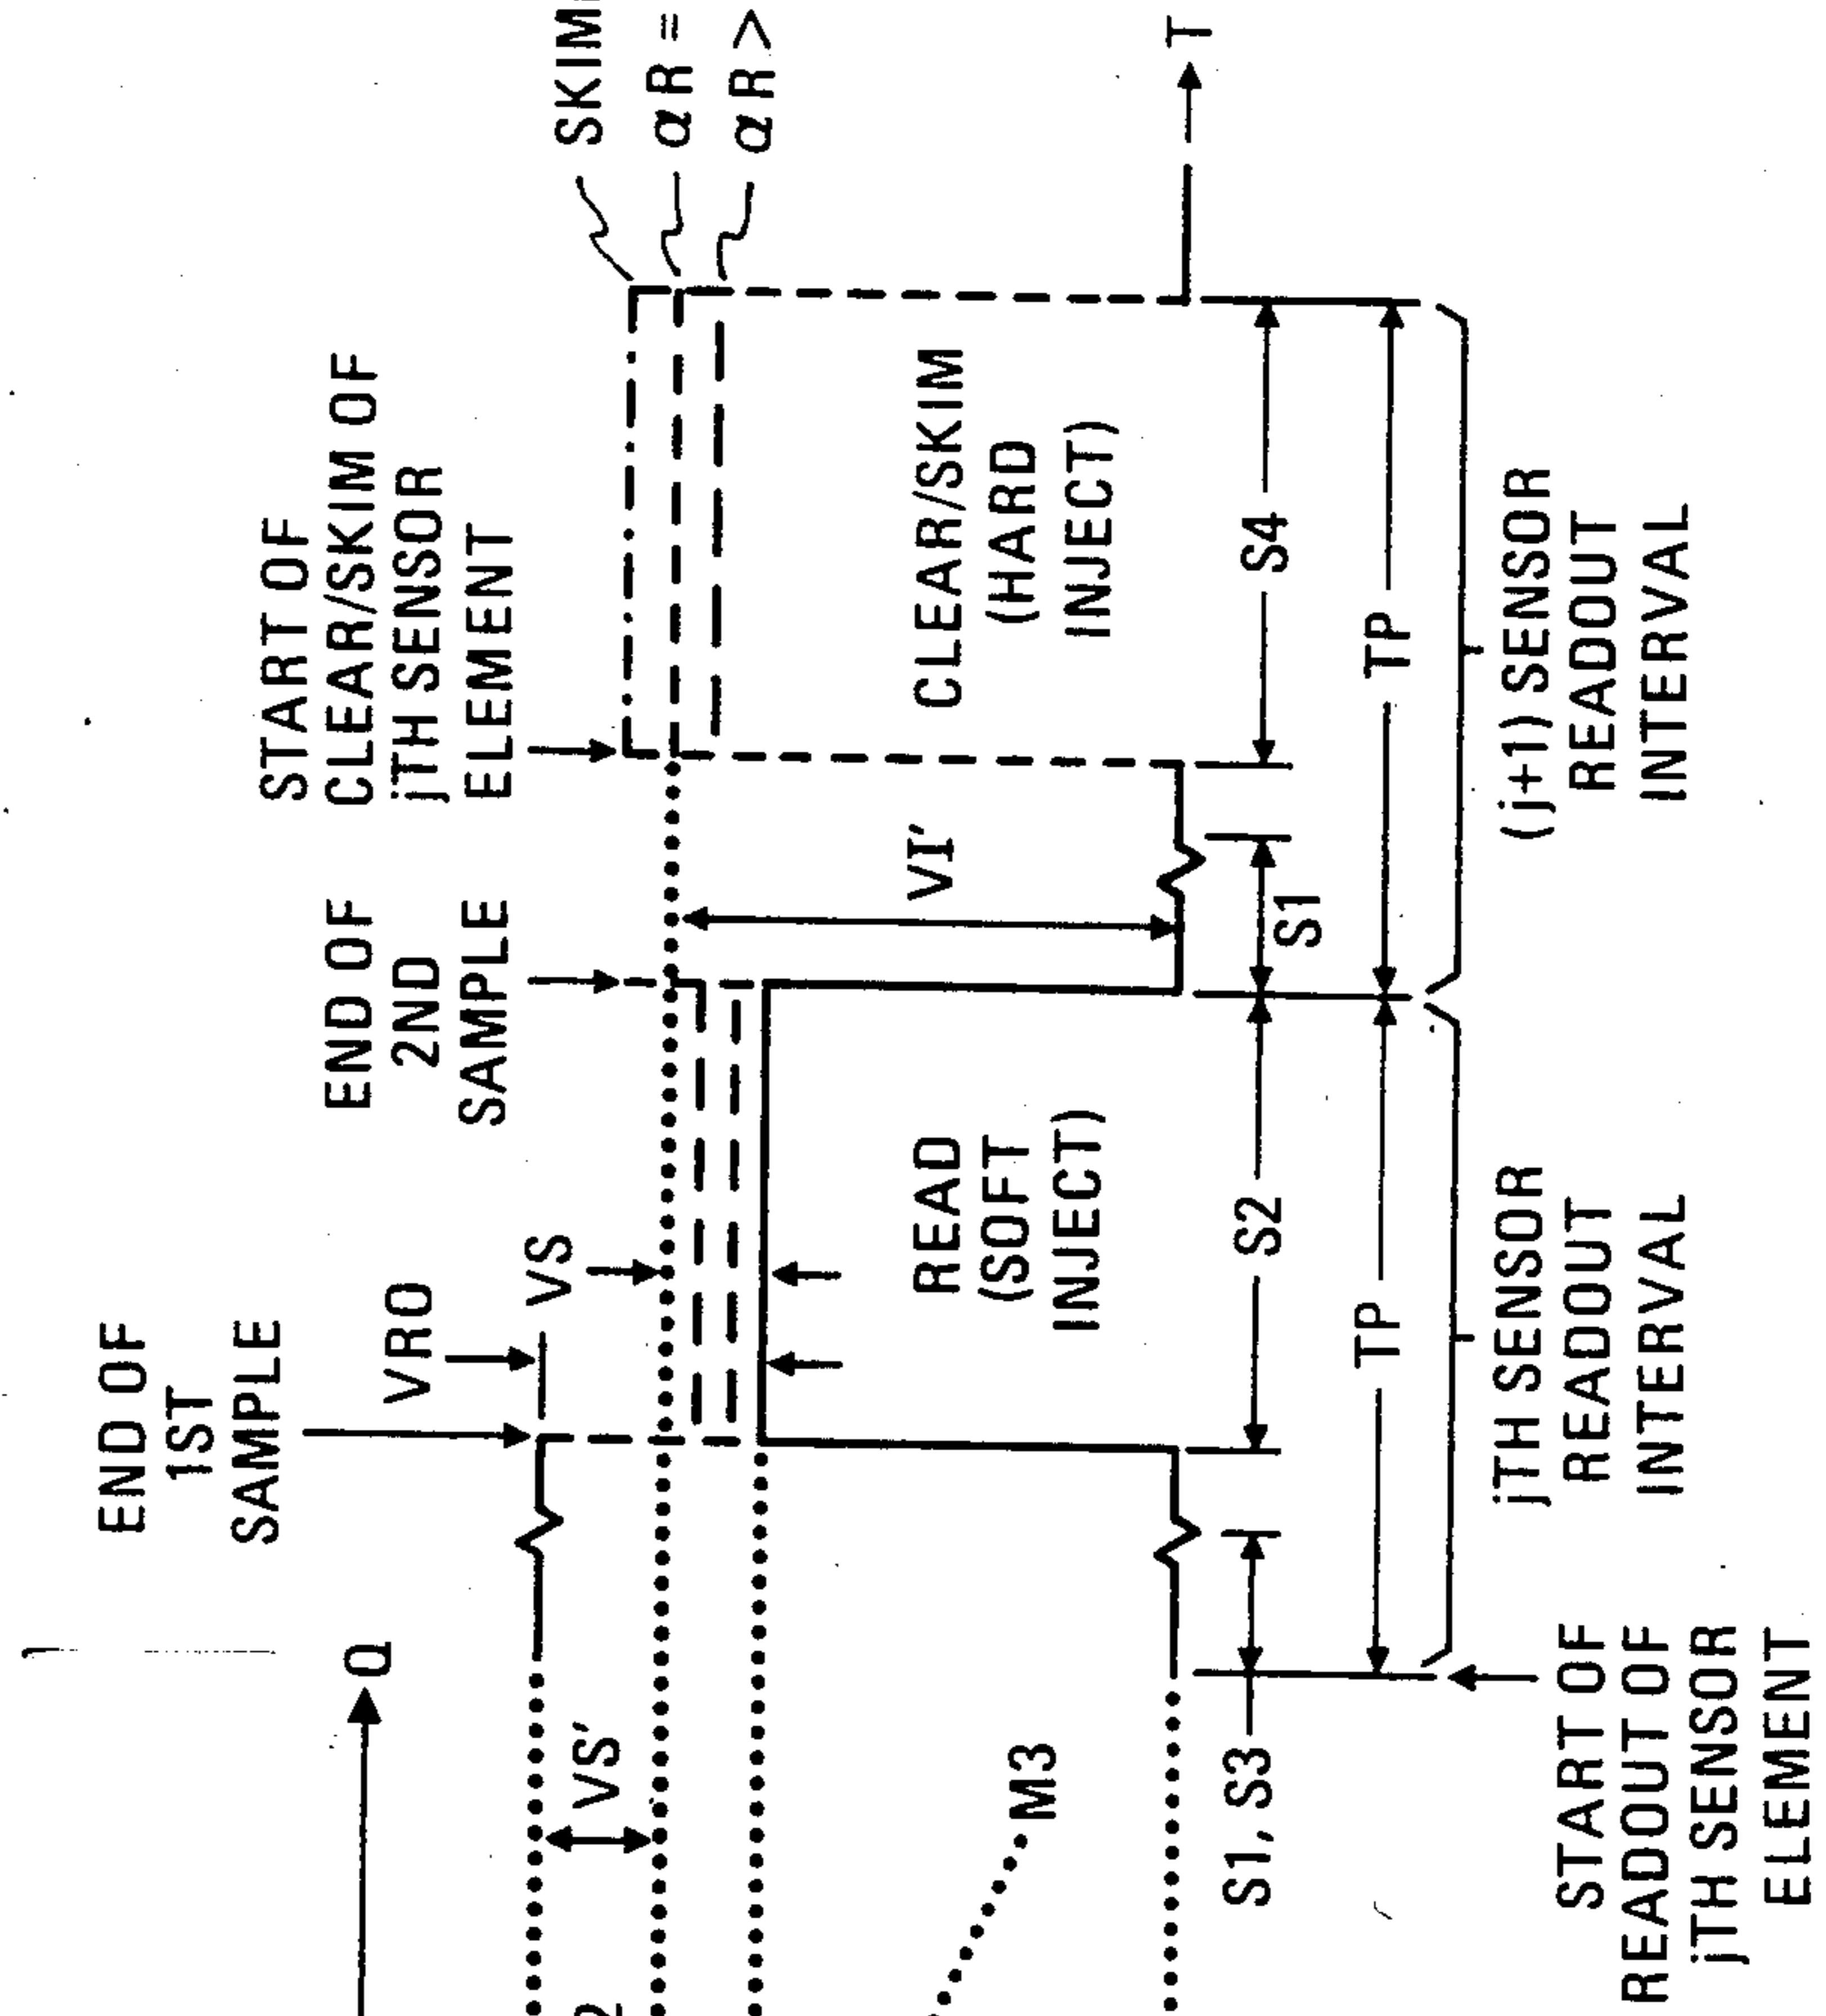 SKIM
αR =
αR >
T
START OF
CLEAR/SKIM OF
jTH SENSOR
ELEMENT
END OF
2ND
SAMPLE
END OF
1ST
SAMPLE
VRO
VS
VI'
CLEAR/SKIM
(HARD
INJECT)
READ
(SOFT
INJECT)
Q
VS'
M3
S1, S3
S2
S1
S4
TP
TP
jTH SENSOR
READOUT
INTERVAL
(j+1) SENSOR
READOUT
INTERVAL
START OF
READOUT OF
jTH SENSOR
ELEMENT